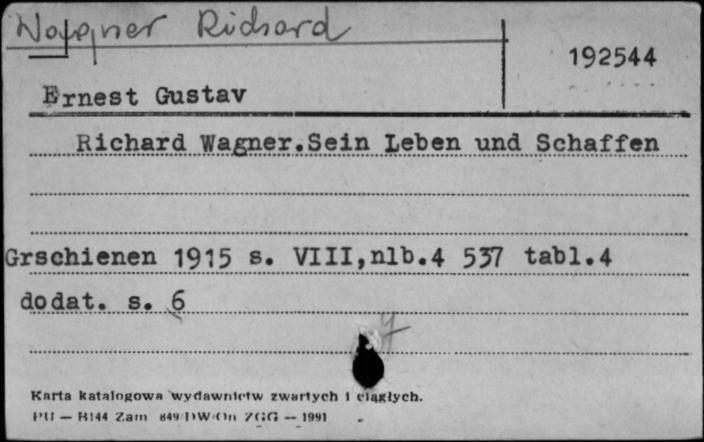 Wagner Richard
192544
Ernest Gustav
Richard Wagner.Sein Leben und Schaffen
Grschienen 1915 s. VIII,nlb.4 537 tabl.4
dodat. s. 6
Karta katalogowa wydawnictw zwartych i ciągłych.
PU — B144 Zam 849/DW/On ZGG — 1991